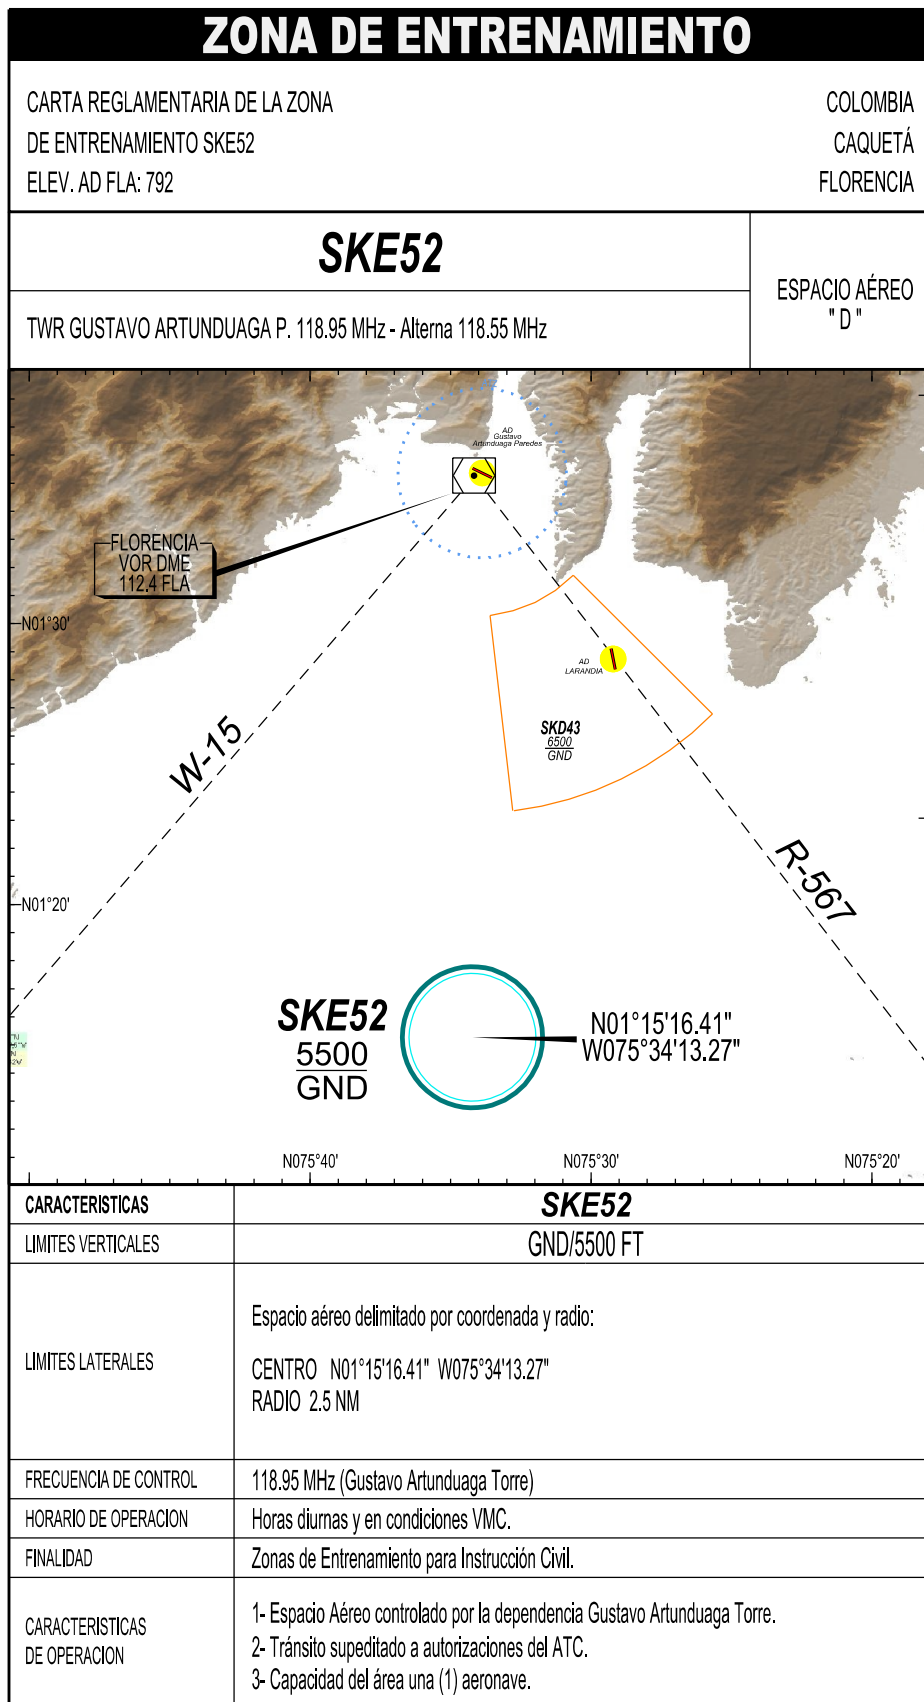 ZONA DE ENTRENAMIENTO
CARTA REGLAMENTARIA DE LA ZONA
DE ENTRENAMIENTO SKE52
ELEV. AD FLA: 792
COLOMBIA
CAQUETÁ
FLORENCIA
SKE52
TWR GUSTAVO ARTUNDUAGA P. 118.95 MHz - Alterna 118.55 MHz
ESPACIO AÉREO
" D "
AD
Gustavo
Artunduaga Paredes
FLORENCIA
VOR DME
112.4 FLA
N01°30'
AD
LARANDIA
SKD43
6500
GND
W-15
R-567
N01°20'
SKE52
5500
GND
N01°15'16.41"
W075°34'13.27"
N075°40'
N075°30'
N075°20'
CARACTERISTICAS
SKE52
LIMITES VERTICALES
GND/5500 FT
LIMITES LATERALES
Espacio aéreo delimitado por coordenada y radio:
CENTRO N01°15'16.41" W075°34'13.27"
RADIO 2.5 NM
FRECUENCIA DE CONTROL
118.95 MHz (Gustavo Artunduaga Torre)
HORARIO DE OPERACION
Horas diurnas y en condiciones VMC.
FINALIDAD
Zonas de Entrenamiento para Instrucción Civil.
CARACTERISTICAS
DE OPERACION
1- Espacio Aéreo controlado por la dependencia Gustavo Artunduaga Torre.
2- Tránsito supeditado a autorizaciones del ATC.
3- Capacidad del área una (1) aeronave.